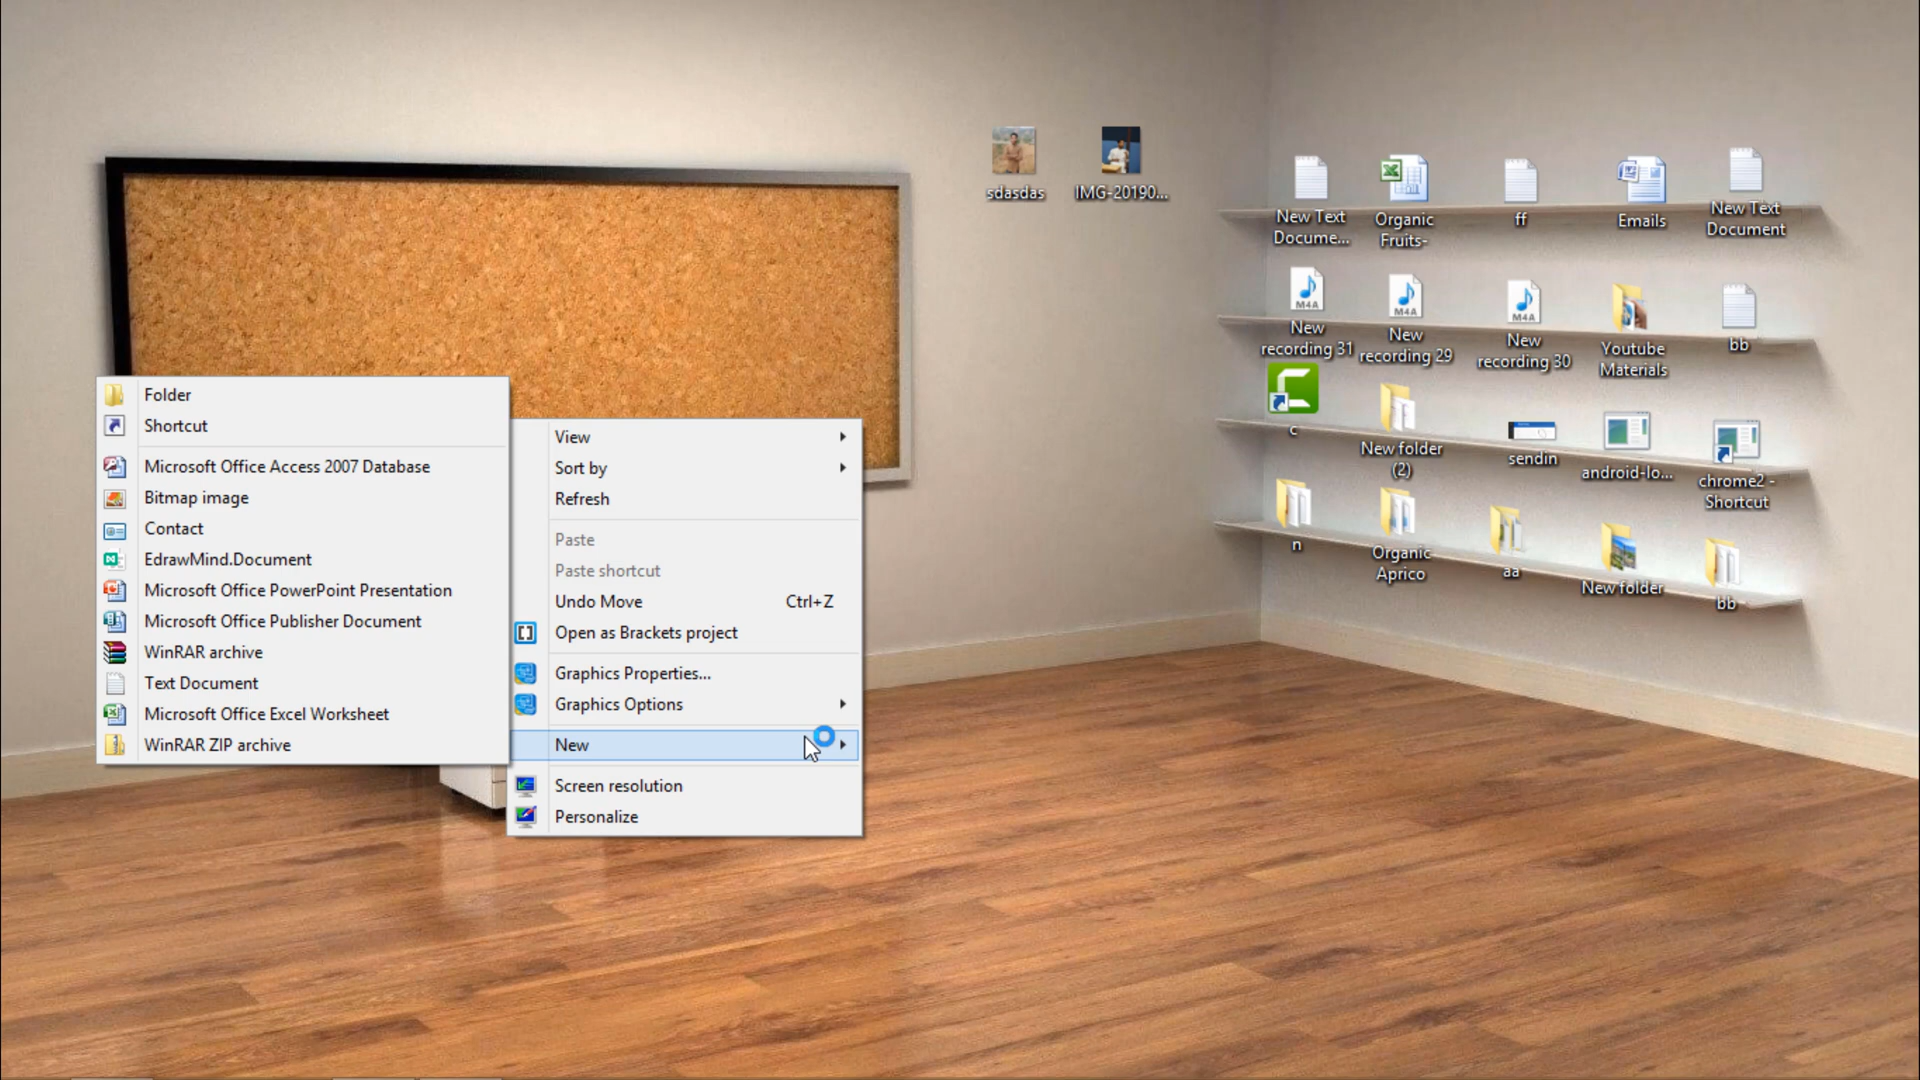 sdasdas
IMG-20190...
New Text
Docume...
Organic
Fruits-
ff
Emails
New Text
Document
M4A
New
recording 31
M4A
New
recording 29
M4A
New
recording 30
Youtube
Materials
bb
c
New folder
(2)
sendin
android-lo...
chrome2 -
Shortcut
n
Organic
Aprico
aa
New folder
bb
Folder
Shortcut
Microsoft Office Access 2007 Database
Bitmap image
Contact
EdrawMind.Document
Microsoft Office PowerPoint Presentation
Microsoft Office Publisher Document
WinRAR archive
Text Document
Microsoft Office Excel Worksheet
WinRAR ZIP archive
View
Sort by
Refresh
Paste
Paste shortcut
Undo Move Ctrl+Z
Open as Brackets project
Graphics Properties...
Graphics Options
New
Screen resolution
Personalize